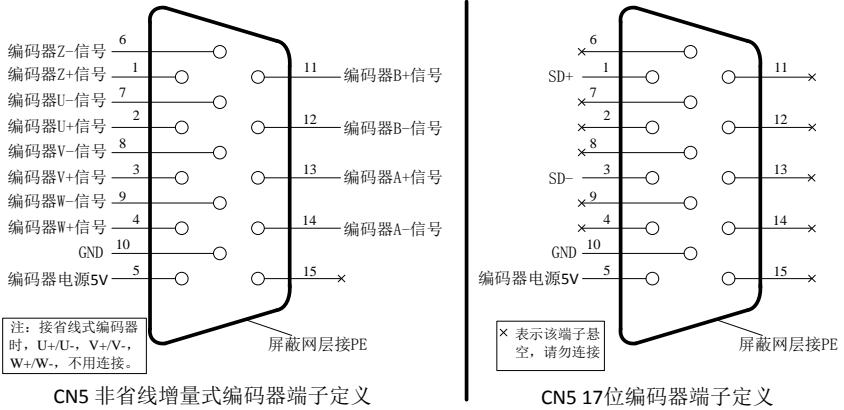 编码器Z-信号 6
编码器Z+信号 1
编码器U-信号 7
编码器U+信号 2
编码器V-信号 8
编码器V+信号 3
编码器W-信号 9
编码器W+信号 4
GND 10
编码器电源5V 5
11 编码器B+信号
12 编码器B-信号
13 编码器A+信号
14 编码器A-信号
15 ×
注:接省线式编码器
时,U+/U-,V+/V-,
W+/W-,不用连接。
屏蔽网层接PE
CN5 非省线增量式编码器端子定义
× 6
SD+ 1
× 7
× 2
× 8
SD- 3
× 9
× 4
GND 10
编码器电源5V 5
11 ×
12 ×
13 ×
14 ×
15 ×
× 表示该端子悬
空,请勿连接
屏蔽网层接PE
CN5 17位编码器端子定义